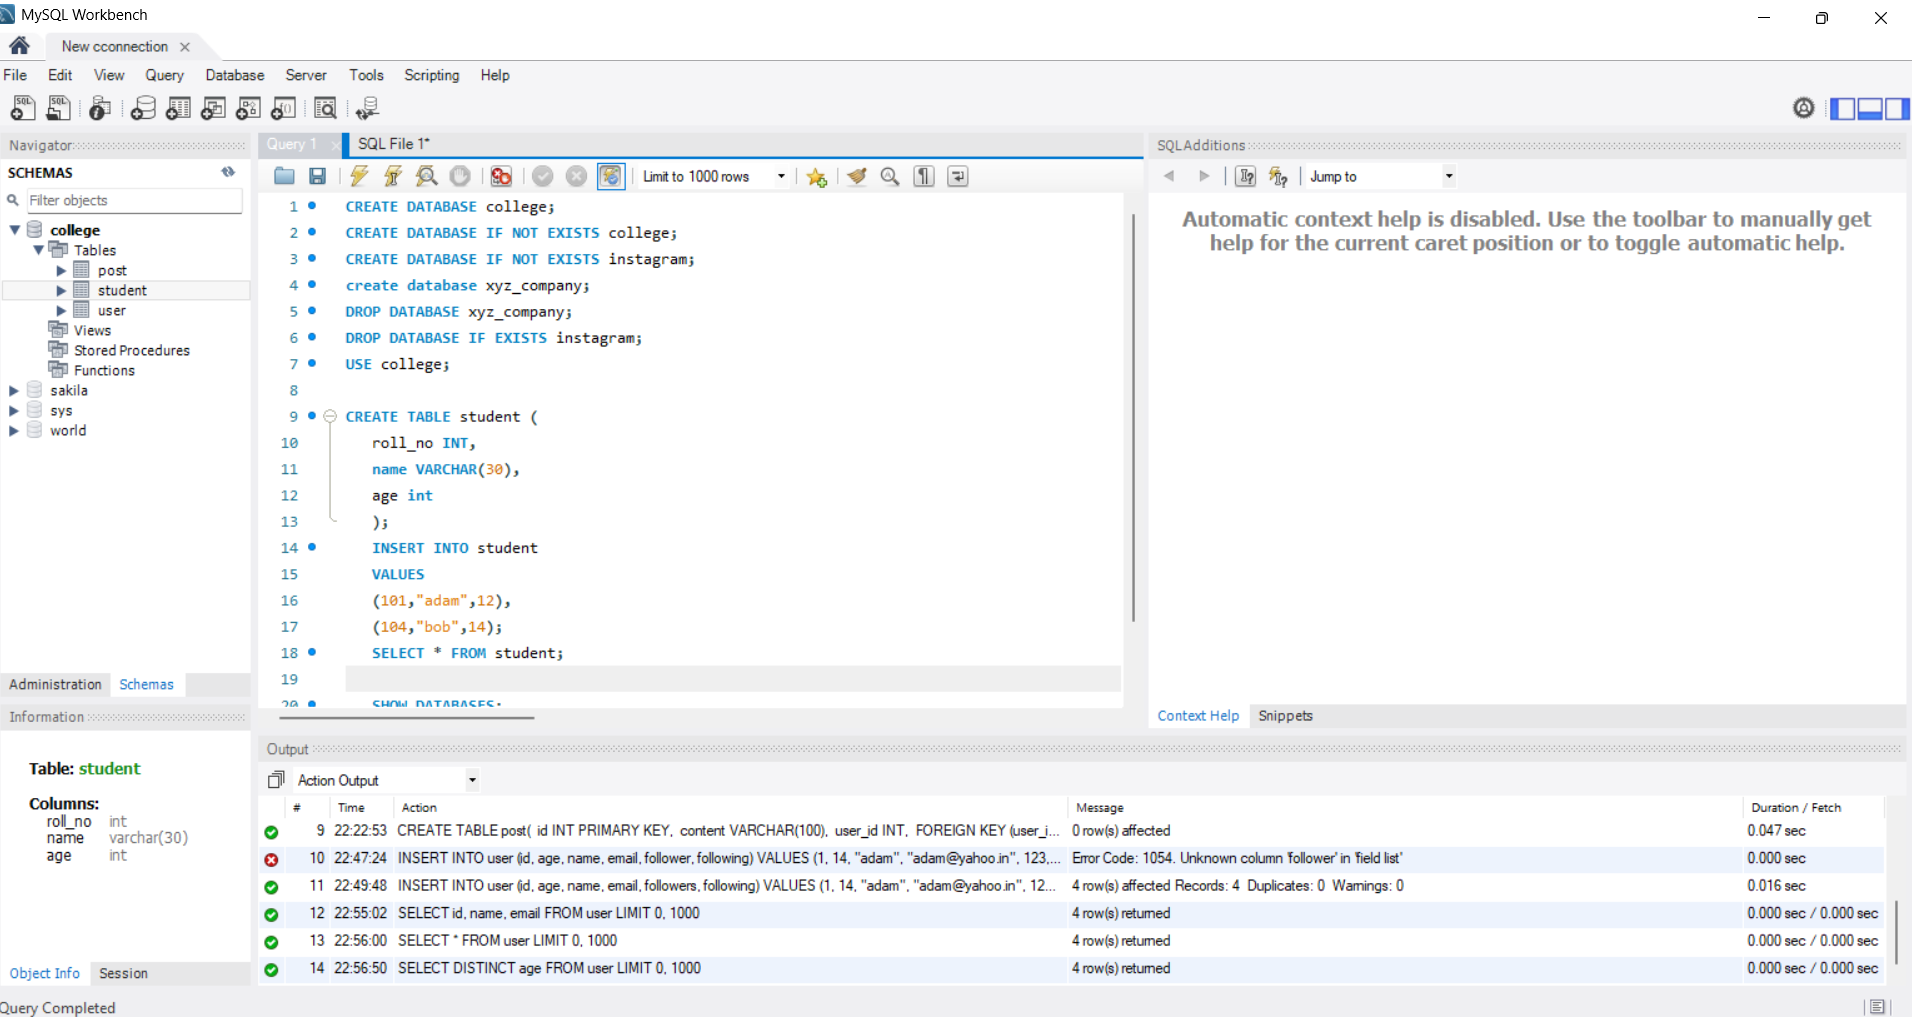 MySQL Workbench
New cconnection
File Edit View Query Database Server Tools Scripting Help
Navigator
SCHEMAS
Filter objects
college
Tables
post
student
user
Views
Stored Procedures
Functions
sakila
sys
world
Administration Schemas
Information
Table: student
Columns:
roll_no int
name varchar(30)
age int
Object Info Session
Query 1 SQL File 1*
Limit to 1000 rows
1 CREATE DATABASE college;
2 CREATE DATABASE IF NOT EXISTS college;
3 CREATE DATABASE IF NOT EXISTS instagram;
4 create database xyz_company;
5 DROP DATABASE xyz_company;
6 DROP DATABASE IF EXISTS instagram;
7 USE college;
8
9 CREATE TABLE student (
10 roll_no INT,
11 name VARCHAR(30),
12 age int
13 );
14 INSERT INTO student
15 VALUES
16 (101,"adam",12),
17 (104,"bob",14);
18 SELECT * FROM student;
19
20 SHOW DATABASES;
SQLAdditions
Jump to
Automatic context help is disabled. Use the toolbar to manually get
help for the current caret position or to toggle automatic help.
Context Help Snippets
Output
Action Output
# Time Action Message Duration / Fetch
9 22:22:53 CREATE TABLE post( id INT PRIMARY KEY, content VARCHAR(100), user_id INT, FOREIGN KEY (user_i... 0 row(s) affected 0.047 sec
10 22:47:24 INSERT INTO user (id, age, name, email, follower, following) VALUES (1, 14, "adam", "adam@yahoo.in", 123,... Error Code: 1054. Unknown column 'follower' in 'field list' 0.000 sec
11 22:49:48 INSERT INTO user (id, age, name, email, followers, following) VALUES (1, 14, "adam", "adam@yahoo.in", 12... 4 row(s) affected Records: 4 Duplicates: 0 Warnings: 0 0.016 sec
12 22:55:02 SELECT id, name, email FROM user LIMIT 0, 1000 4 row(s) returned 0.000 sec / 0.000 sec
13 22:56:00 SELECT * FROM user LIMIT 0, 1000 4 row(s) returned 0.000 sec / 0.000 sec
14 22:56:50 SELECT DISTINCT age FROM user LIMIT 0, 1000 4 row(s) returned 0.000 sec / 0.000 sec
Query Completed